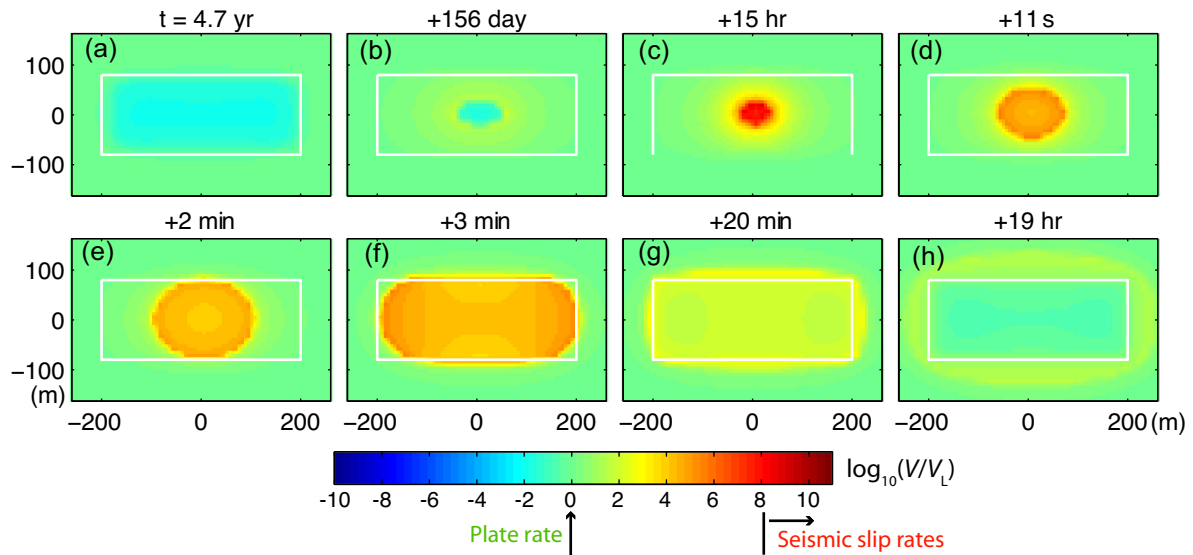 t = 4.7 yr +156 day +15 hr +11 s
(a) (b) (c) (d)
100
0
−100
+2 min +3 min +20 min +19 hr
(e) (f) (g) (h)
100
0
−100
(m)
−200 0 200 −200 0 200 −200 0 200 −200 0 200 (m)
log10(V/VL)
-10 -8 -6 -4 -2 0 2 4 6 8 10
Plate rate Seismic slip rates